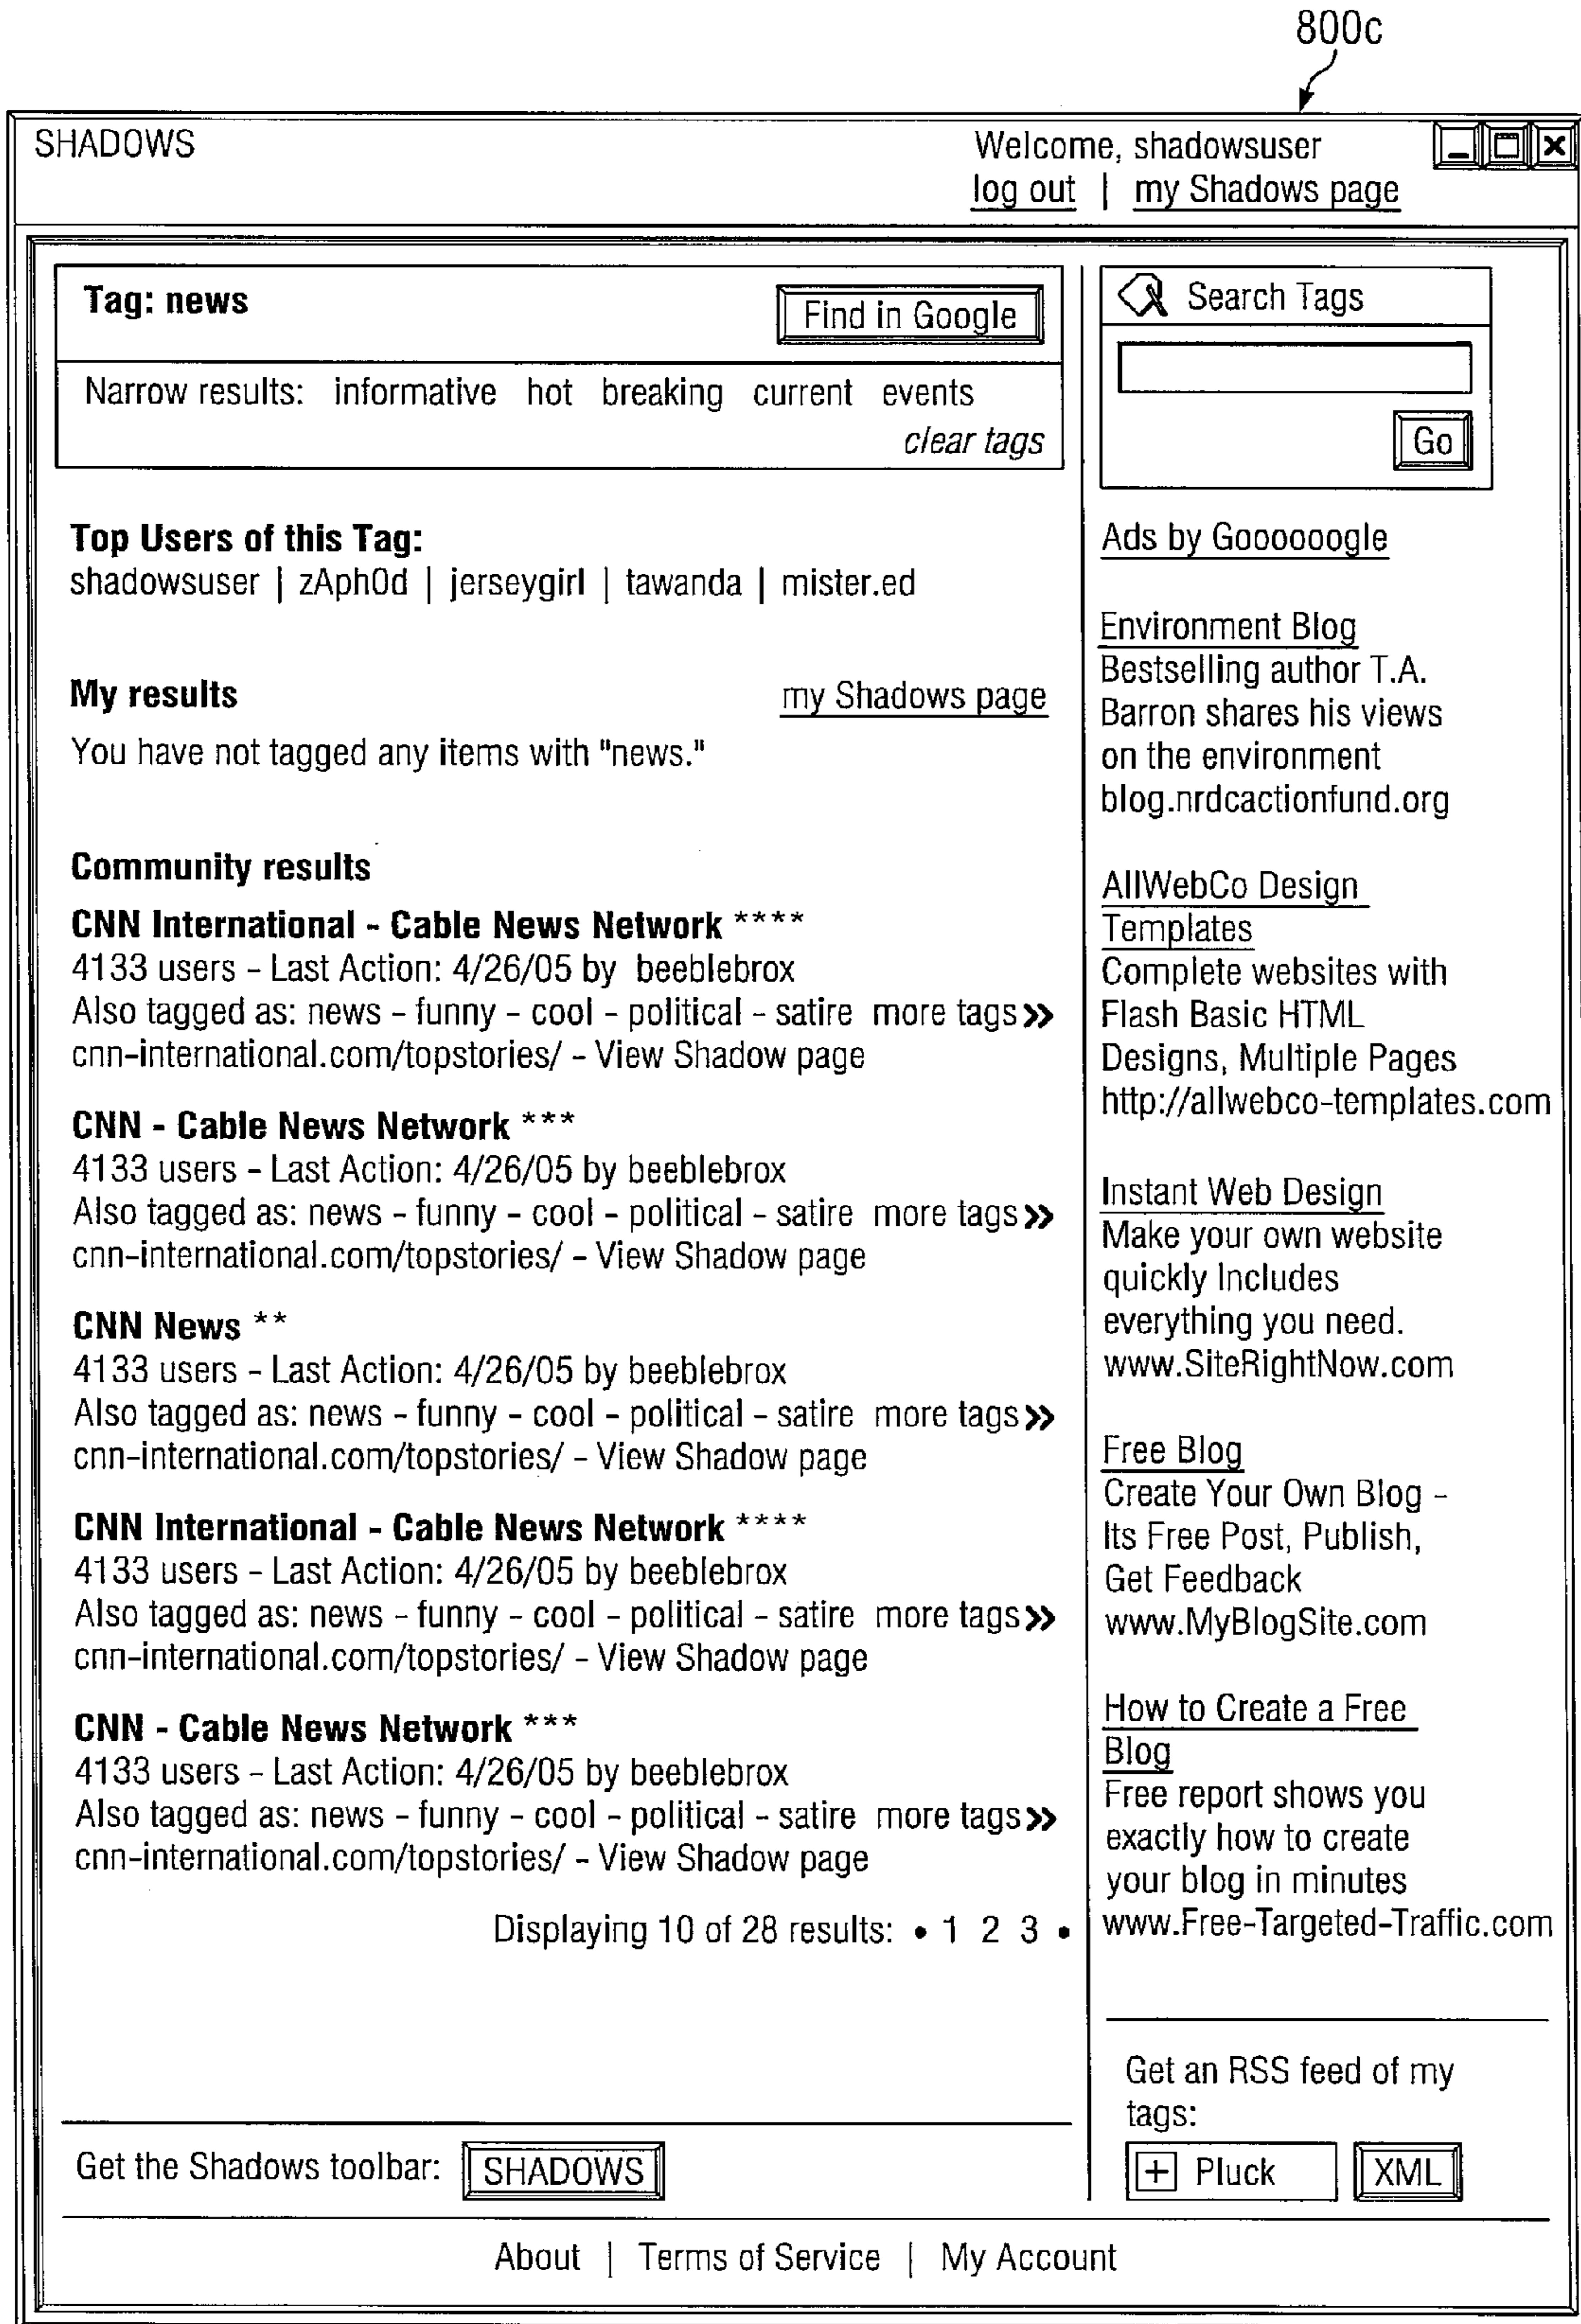 800c
SHADOWS
Welcome, shadowsuser
log out | my Shadows page
Tag: news
Find in Google
Narrow results: informative hot breaking current events
clear tags
Top Users of this Tag:
shadowsuser | zAph0d | jerseygirl | tawanda | mister.ed
My results
my Shadows page
You have not tagged any items with "news."
Community results
CNN International - Cable News Network ****
4133 users - Last Action: 4/26/05 by beeblebrox
Also tagged as: news - funny - cool - political - satire more tags»
cnn-international.com/topstories/ - View Shadow page
CNN - Cable News Network ***
4133 users - Last Action: 4/26/05 by beeblebrox
Also tagged as: news - funny - cool - political - satire more tags»
cnn-international.com/topstories/ - View Shadow page
CNN News **
4133 users - Last Action: 4/26/05 by beeblebrox
Also tagged as: news - funny - cool - political - satire more tags»
cnn-international.com/topstories/ - View Shadow page
CNN International - Cable News Network ****
4133 users - Last Action: 4/26/05 by beeblebrox
Also tagged as: news - funny - cool - political - satire more tags»
cnn-international.com/topstories/ - View Shadow page
CNN - Cable News Network ***
4133 users - Last Action: 4/26/05 by beeblebrox
Also tagged as: news - funny - cool - political - satire more tags»
cnn-international.com/topstories/ - View Shadow page
Displaying 10 of 28 results: • 1 2 3 •
Search Tags
Go
Ads by Goooooogle
Environment Blog
Bestselling author T.A.
Barron shares his views
on the environment
blog.nrdcactionfund.org
AllWebCo Design
Templates
Complete websites with
Flash Basic HTML
Designs, Multiple Pages
http://allwebco-templates.com
Instant Web Design
Make your own website
quickly Includes
everything you need.
www.SiteRightNow.com
Free Blog
Create Your Own Blog -
Its Free Post, Publish,
Get Feedback
www.MyBlogSite.com
How to Create a Free
Blog
Free report shows you
exactly how to create
your blog in minutes
www.Free-Targeted-Traffic.com
Get an RSS feed of my
tags:
+ Pluck
XML
Get the Shadows toolbar: SHADOWS
About | Terms of Service | My Account